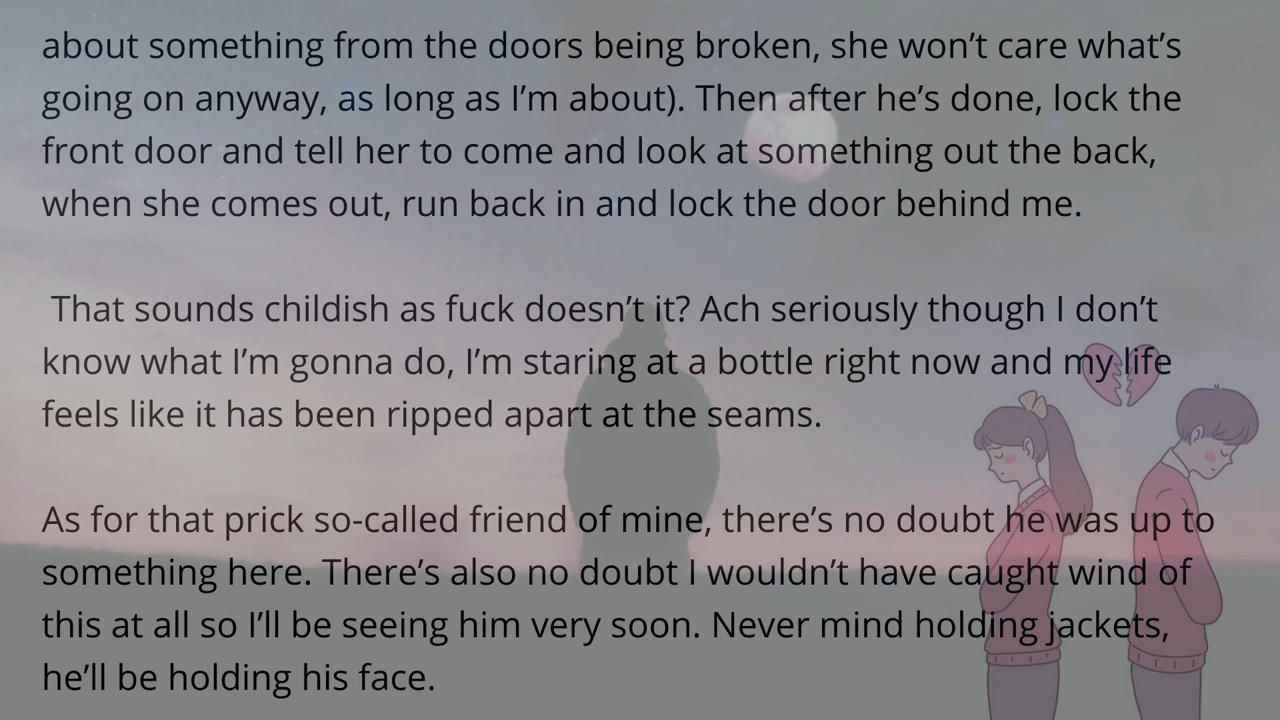 about something from the doors being broken, she won’t care what’s
going on anyway, as long as I’m about). Then after he’s done, lock the
front door and tell her to come and look at something out the back,
when she comes out, run back in and lock the door behind me.
That sounds childish as fuck doesn’t it? Ach seriously though I don’t
know what I’m gonna do, I’m staring at a bottle right now and my life
feels like it has been ripped apart at the seams.
As for that prick so-called friend of mine, there’s no doubt he was up to
something here. There’s also no doubt I wouldn’t have caught wind of
this at all so I’ll be seeing him very soon. Never mind holding jackets,
he’ll be holding his face.